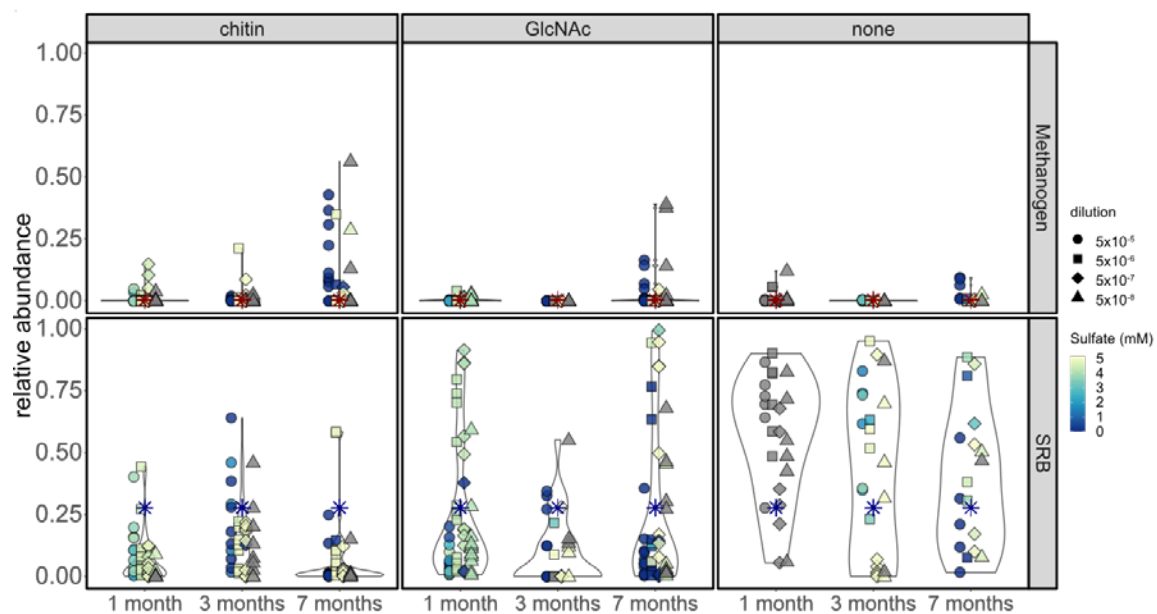 chitin GlcNAc none
relative abundance
1.00
0.75
0.50
0.25
0.00
Methanogen
1.00
0.75
0.50
0.25
0.00
SRB
1 month 3 months 7 months 1 month 3 months 7 months 1 month 3 months 7 months
dilution
5x10⁻⁵
5x10⁻⁶
5x10⁻⁷
5x10⁻⁸
Sulfate (mM)
5
4
3
2
1
0